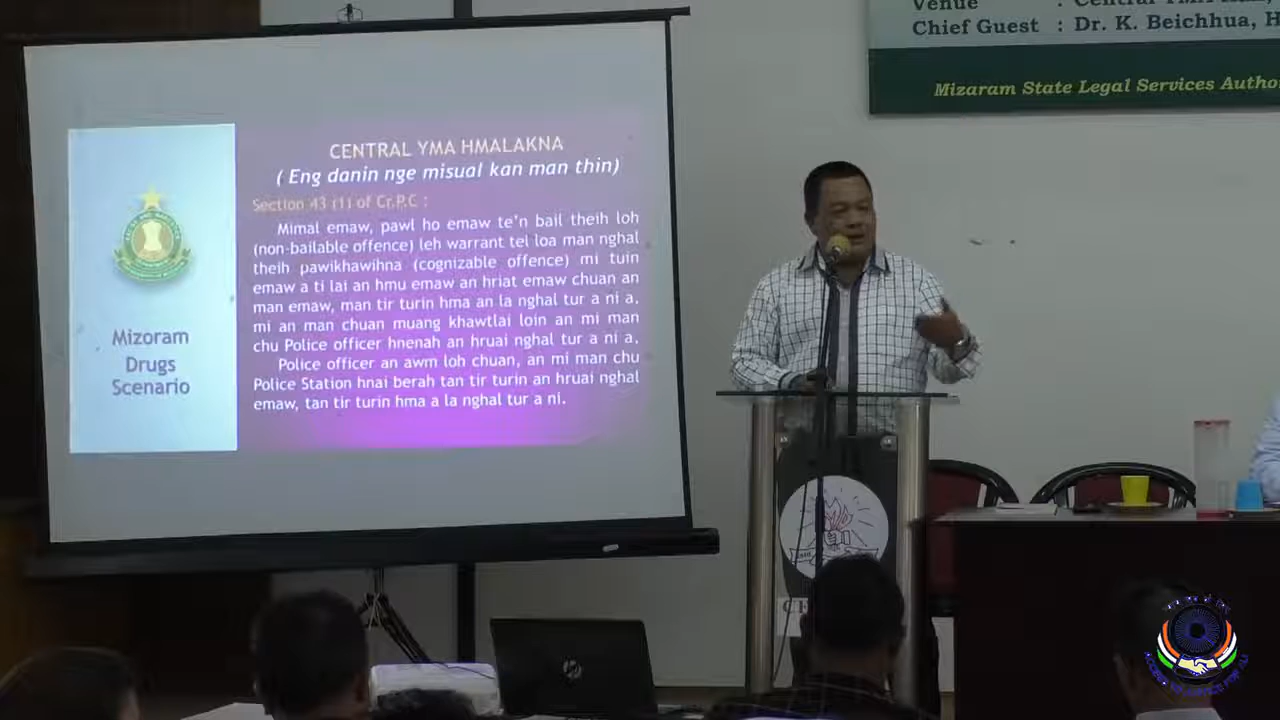 Venue : Central YMA
Chief Guest : Dr. K. Beichhua, H
Mizaram State Legal Services Autho
Mizoram
Drugs
Scenario
CENTRAL YMA HMALAKNA
( Eng danin nge misual kan man thin)
Section 43 (1) of Cr.P.C :
Mimal emaw, pawl ho emaw te’n bail theih loh
(non-bailable offence) leh warrant tel loa man nghal
theih pawikhawihna (cognizable offence) mi tuin
emaw a ti lai an hmu emaw an hriat emaw chuan an
man emaw, man tir turin hma an la nghal tur a ni a,
mi an man chuan muang khawtlai loin an mi man
chu Police officer hnenah an hruai nghal tur a ni a.
Police officer an awm loh chuan, an mi man chu
Police Station hnai berah tan tir turin an hruai nghal
emaw, tan tir turin hma a la nghal tur a ni.
hp